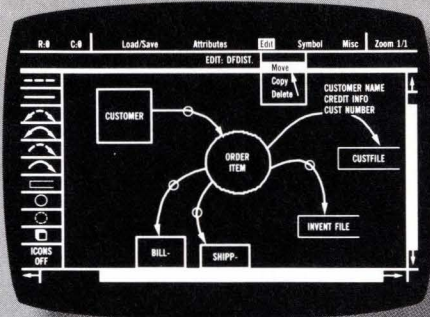 R:0 C:0 Load/Save Attributes Edit Symbol Misc Zoom 1/1
EDIT: DFDIST.
Move
Copy
Delete
CUSTOMER NAME
CREDIT INFO
CUST NUMBER
CUSTOMER
ORDER
ITEM
CUSTFILE
INVENT FILE
BILL-
SHIPP-
ICONS
OFF